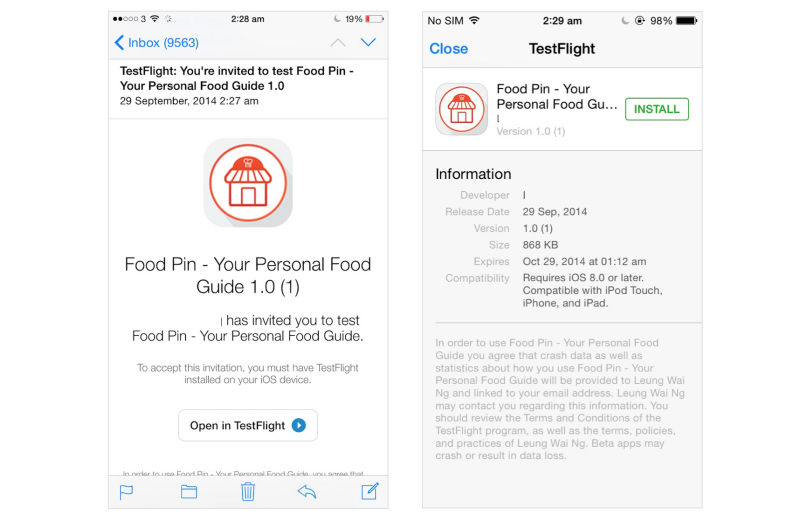 3 2:28 am 19%
Inbox (9563)
TestFlight: You're invited to test Food Pin -
Your Personal Food Guide 1.0
29 September, 2014 2:27 am
Food Pin - Your Personal Food
Guide 1.0 (1)
has invited you to test
Food Pin - Your Personal Food Guide.
To accept this invitation, you must have TestFlight
installed on your iOS device.
Open in TestFlight
In order to use Food Pin - Your Personal Food Guide, you agree that
No SIM 2:29 am 98%
Close TestFlight
Food Pin - Your
Personal Food Gu...
INSTALL
Version 1.0 (1)
Information
Developer
Release Date 29 Sep, 2014
Version 1.0 (1)
Size 868 KB
Expires Oct 29, 2014 at 01:12 am
Compatibility Requires iOS 8.0 or later.
Compatible with iPod Touch,
iPhone, and iPad.
In order to use Food Pin - Your Personal Food
Guide you agree that crash data as well as
statistics about how you use Food Pin - Your
Personal Food Guide will be provided to Leung Wai
Ng and linked to your email address. Leung Wai Ng
may contact you regarding this information. You
should review the Terms and Conditions of the
TestFlight program, as well as the terms, policies,
and practices of Leung Wai Ng. Beta apps may
crash or result in data loss.